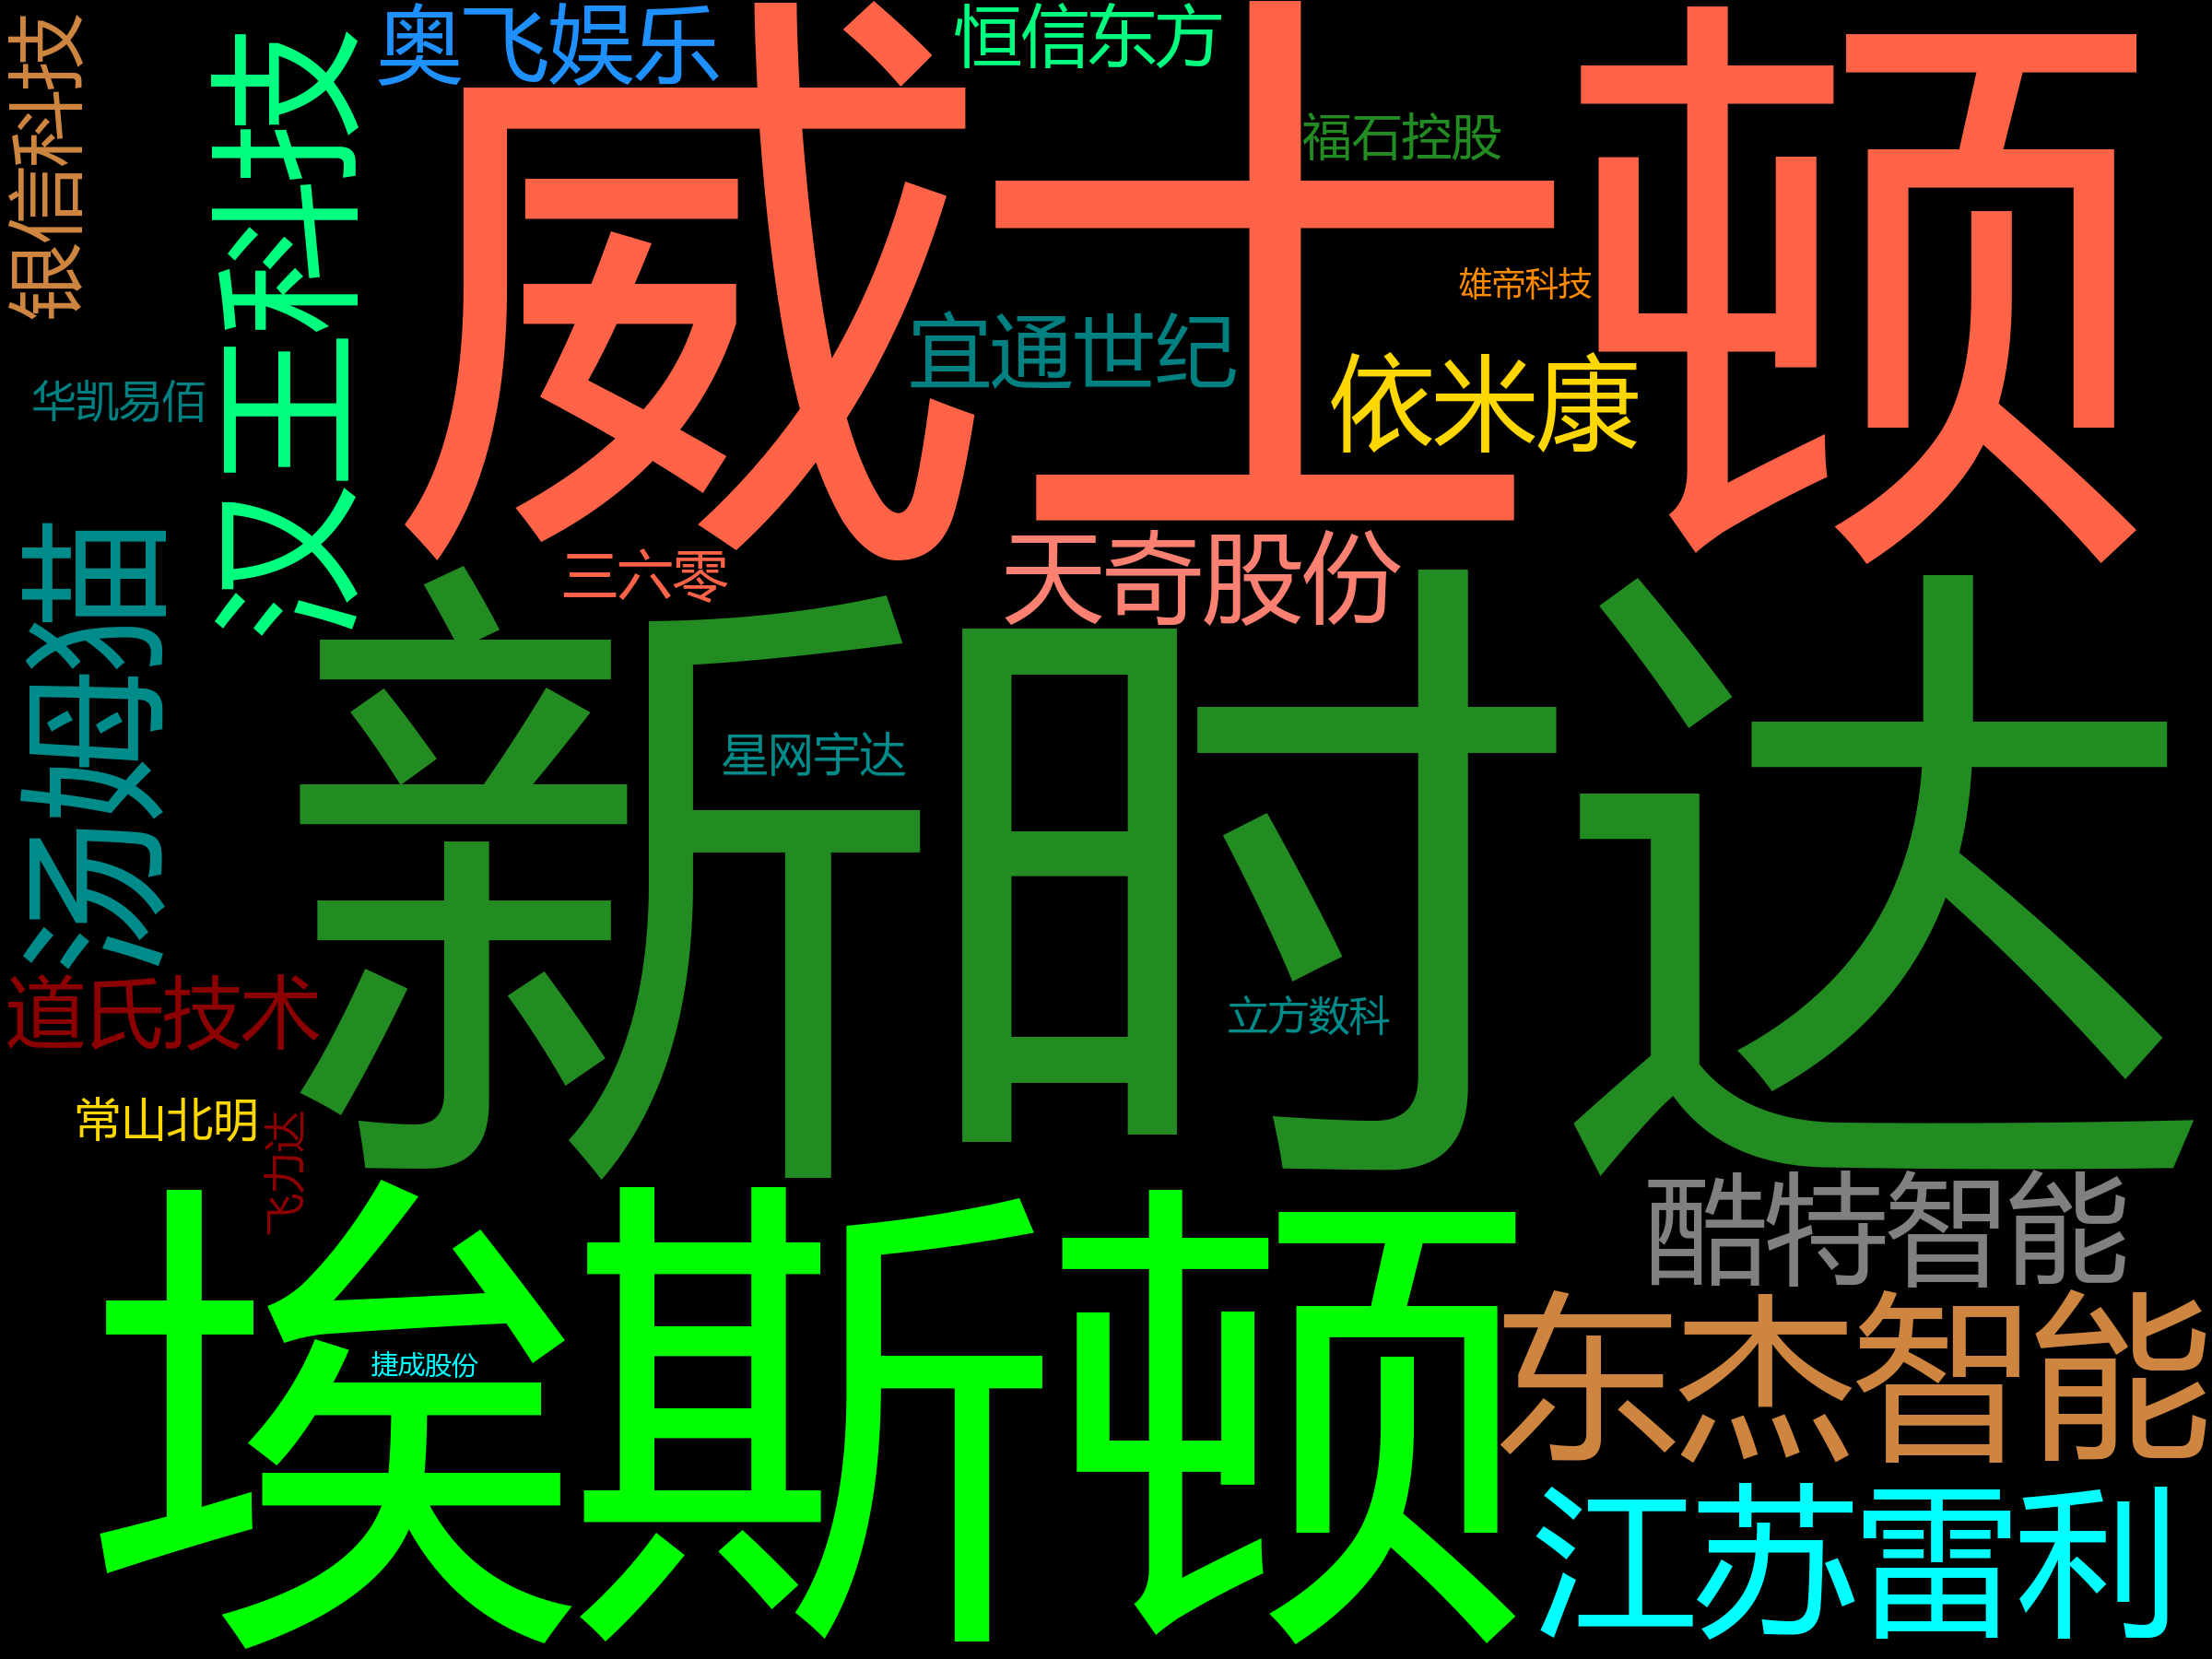 奥飞娱乐
恒信东方
银信科技
汉王科技
威士顿
福石控股
维帝科技
宜通世纪
依米康
华凯易佰
天奇股份
三六零
汤姆猫
新时达
星网宇达
道氏技术
立方数科
常山北明
飞力达
酷特智能
埃斯顿
东杰智能
捷成股份
江苏雷利